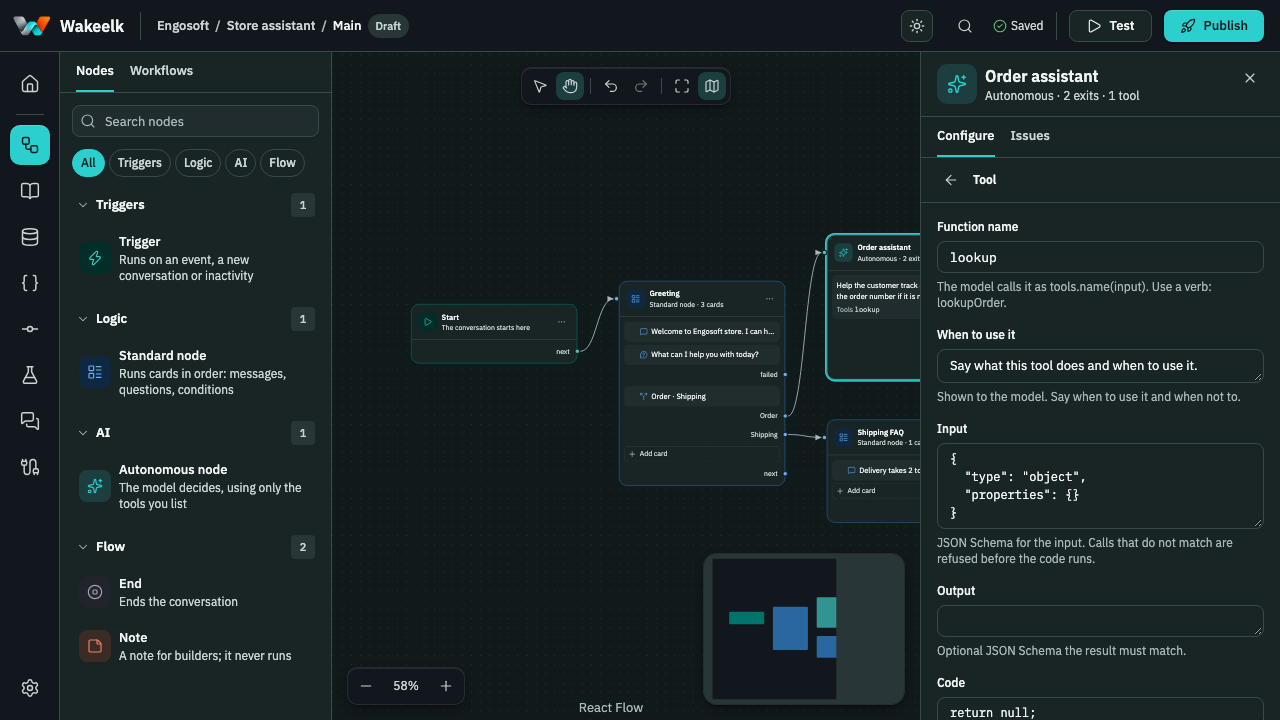 Wakeelk
Engosoft / Store assistant / Main Draft
Saved
Test
Publish
Nodes
Workflows
Search nodes
All
Triggers
Logic
AI
Flow
Triggers
1
Trigger
Runs on an event, a new
conversation or inactivity
Logic
1
Standard node
Runs cards in order: messages,
questions, conditions
AI
1
Autonomous node
The model decides, using only the
tools you list
Flow
2
End
Ends the conversation
Note
A note for builders; it never runs
Start
The conversation starts here
next
Greeting
Standard node · 3 cards
Welcome to Engosoft store. I can h...
What can I help you with today?
failed
Order · Shipping
Order
Shipping
Add card
next
Order assistant
Autonomous · 2 exit
Help the customer track
the order number if it is n
Tools lookup
Shipping FAQ
Standard node · 1 ca
Delivery takes 2 to
Add card
58%
React Flow
Order assistant
Autonomous · 2 exits · 1 tool
Configure
Issues
Tool
Function name
lookup
The model calls it as tools.name(input). Use a verb:
lookupOrder.
When to use it
Say what this tool does and when to use it.
Shown to the model. Say when to use it and when not to.
Input
{
"type": "object",
"properties": {}
}
JSON Schema for the input. Calls that do not match are
refused before the code runs.
Output
Optional JSON Schema the result must match.
Code
return null;